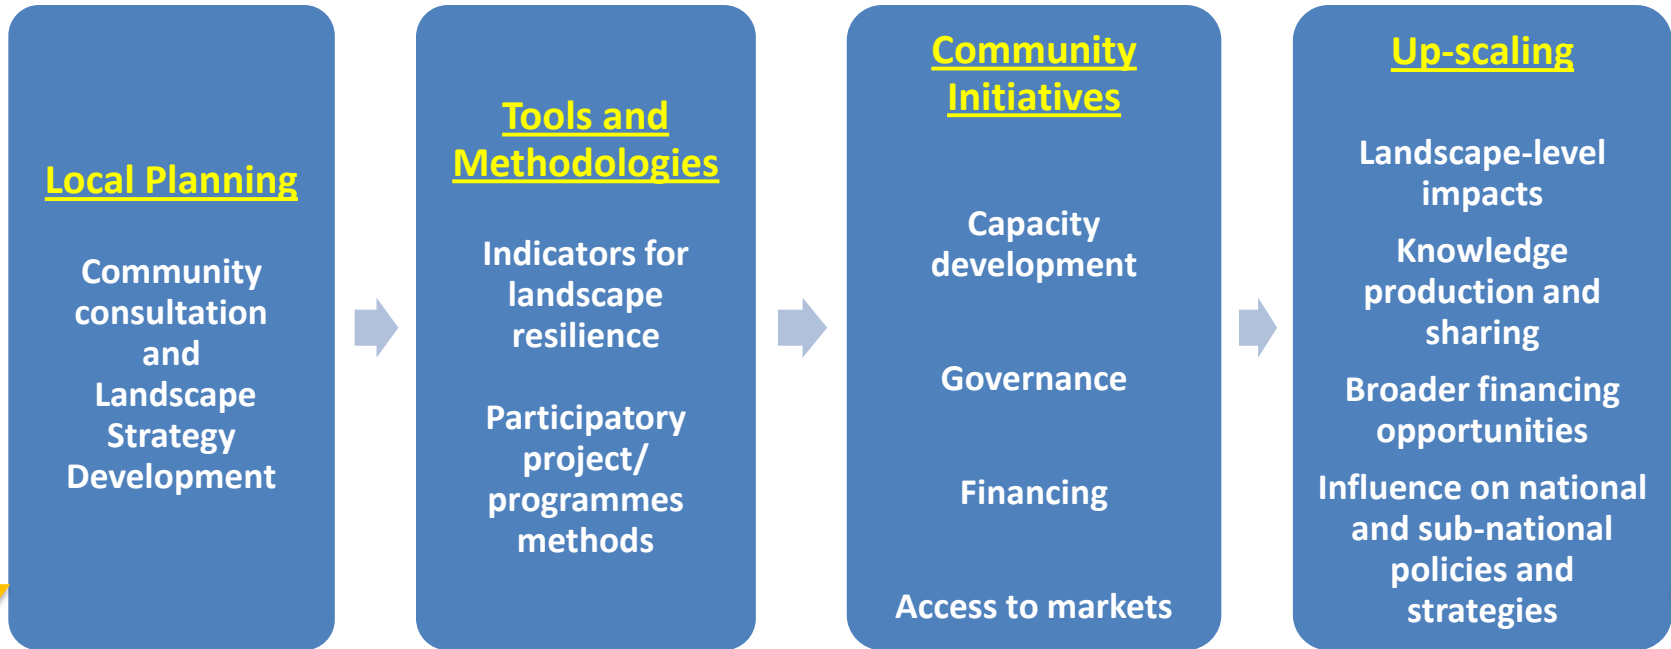 Local Planning
Community
consultation
and
Landscape
Strategy
Development
Tools and
Methodologies
Indicators for
landscape
resilience
Participatory
project/
programmes
methods
Community
Initiatives
Capacity
development
Governance
Financing
Access to markets
Up-scaling
Landscape-level
impacts
Knowledge
production and
sharing
Broader financing
opportunities
Influence on national
and sub-national
policies and
strategies